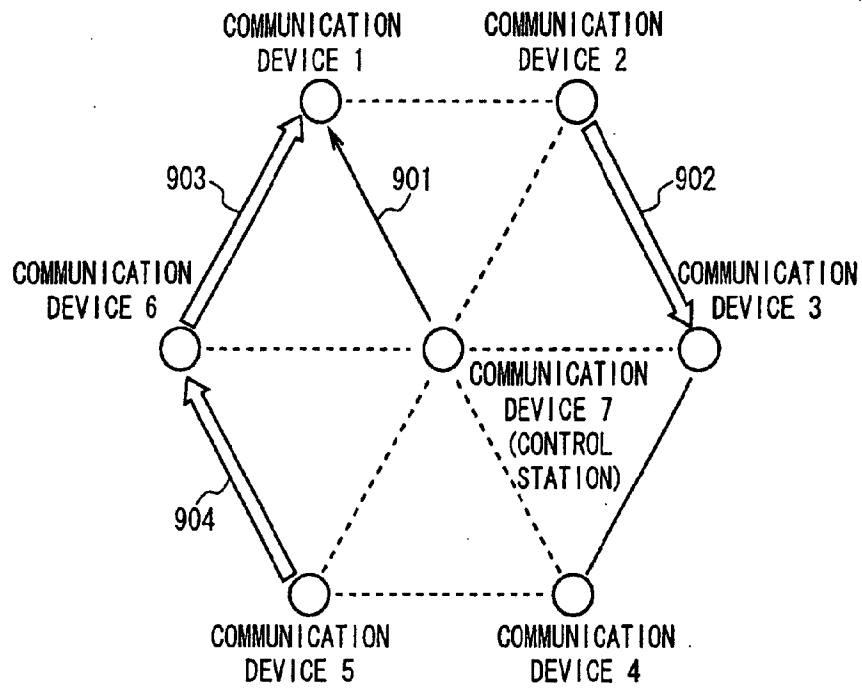 COMMUNICATION
DEVICE 1
COMMUNICATION
DEVICE 2
903
901
902
COMMUNICATION
DEVICE 6
COMMUNICATION
DEVICE 3
COMMUNICATION
DEVICE 7
(CONTROL
STATION)
904
COMMUNICATION
DEVICE 5
COMMUNICATION
DEVICE 4